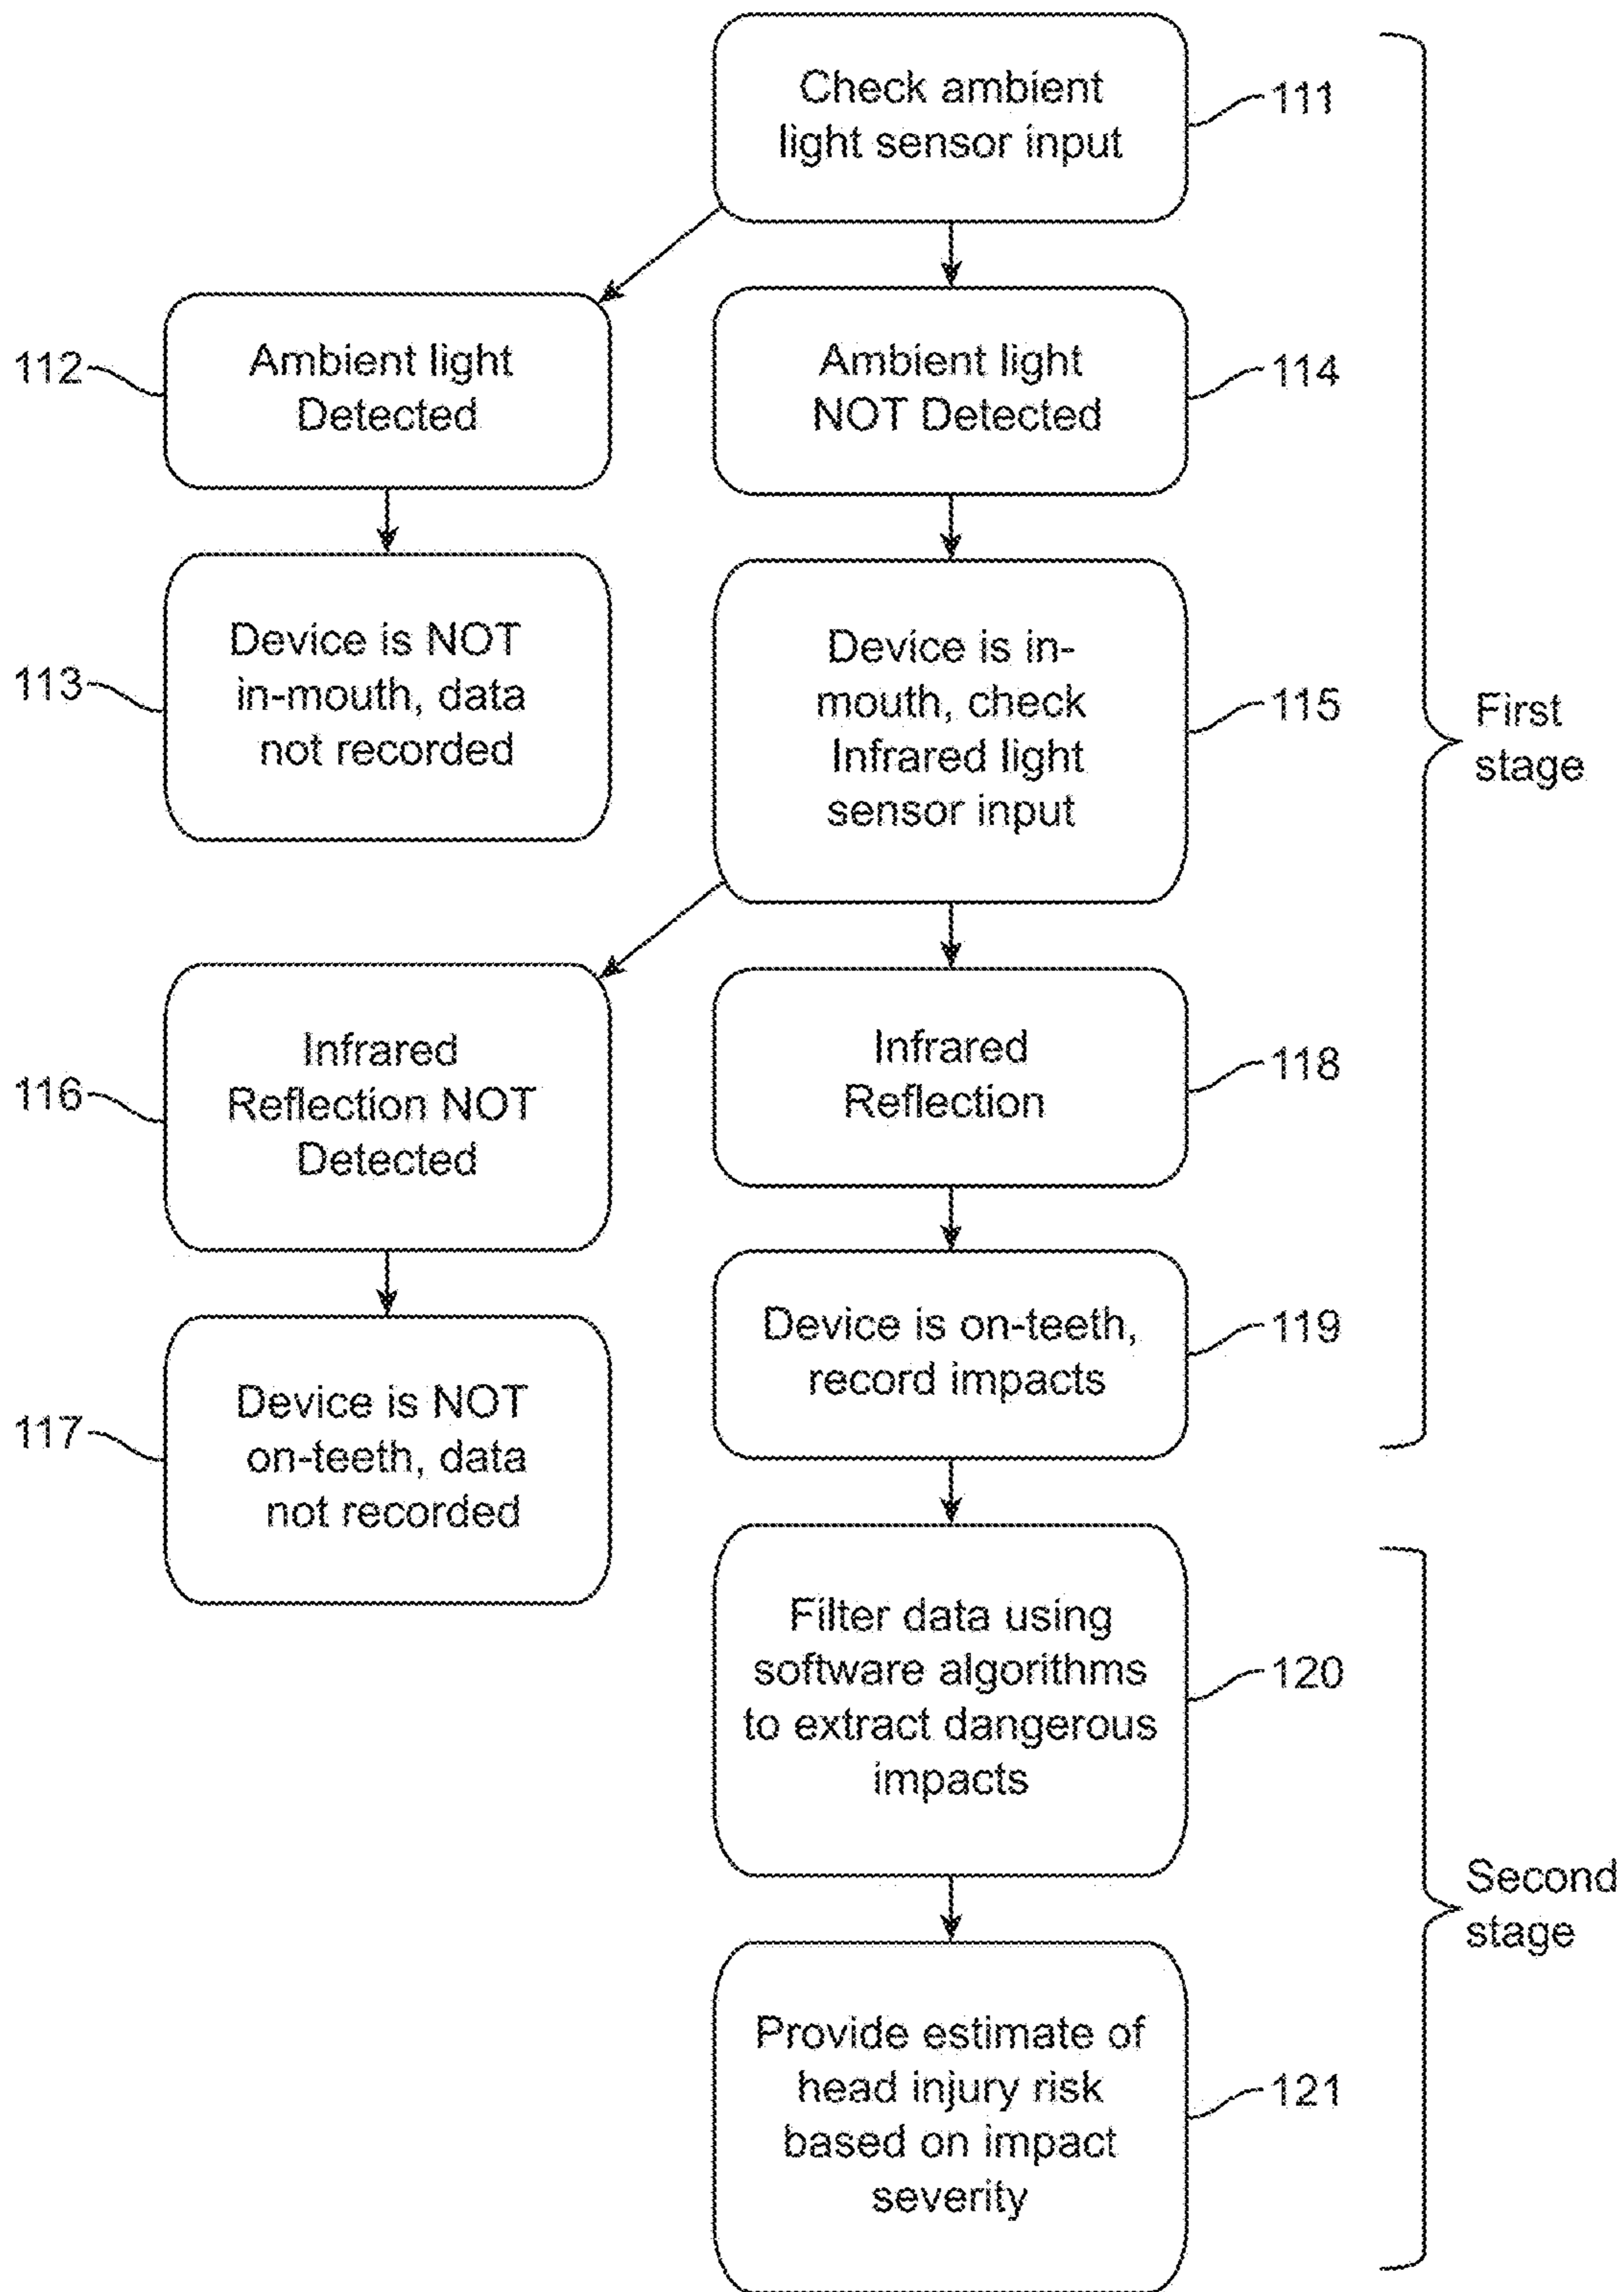 Check ambient
light sensor input
111
112
Ambient light
Detected
Ambient light
NOT Detected
114
113
Device is NOT
in-mouth, data
not recorded
Device is in-
mouth, check
Infrared light
sensor input
115
First
stage
116
Infrared
Reflection NOT
Detected
Infrared
Reflection
118
117
Device is NOT
on-teeth, data
not recorded
Device is on-teeth,
record impacts
119
Filter data using
software algorithms
to extract dangerous
impacts
120
Second
stage
Provide estimate of
head injury risk
based on impact
severity
121